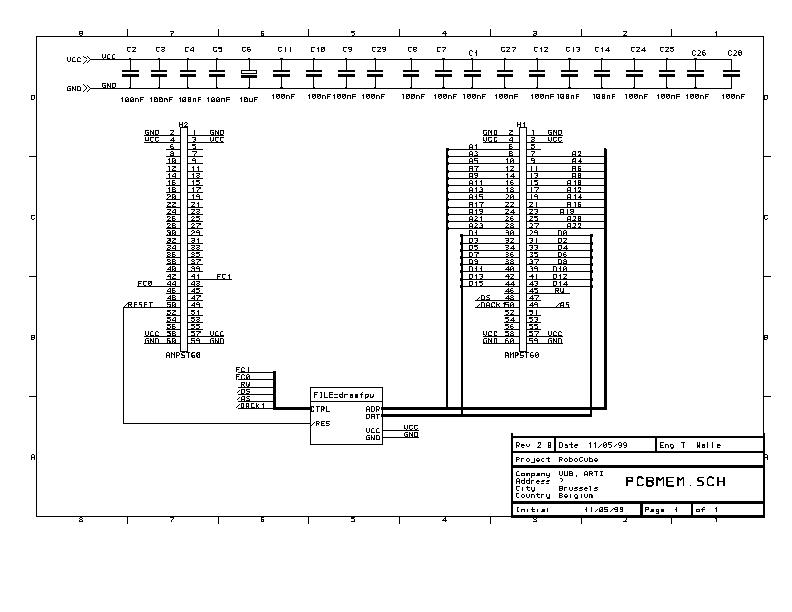 8 7 6 5 4 3 2 1
C2 C3 C4 C5 C6 C11 C10 C9 C29 C8 C7 C1 C27 C12 C13 C14 C24 C25 C26 C28
VCC VCC
GND GND
100nF 100nF 100nF 100nF 10uF 100nF 100nF 100nF 100nF 100nF 100nF 100nF 100nF 100nF 100nF 100nF 100nF 100nF 100nF 100nF
D D
H2 H1
GND 2 1 GND GND 2 1 GND
VCC 4 3 VCC VCC 4 3 VCC
6 5 A1 6 5
8 7 A3 8 7 A2
10 9 A5 10 9 A4
12 11 A7 12 11 A6
14 13 A9 14 13 A8
16 15 A11 16 15 A10
18 17 A13 18 17 A12
20 19 A15 20 19 A14
22 21 A17 22 21 A16
24 23 A19 24 23 A18
C C
26 25 A21 26 25 A20
28 27 A23 28 27 A22
30 29 D1 30 29 D0
32 31 D3 32 31 D2
34 33 D5 34 33 D4
36 35 D7 36 35 D6
38 37 D9 38 37 D8
40 39 D11 40 39 D10
42 41 FC1 D13 42 41 D12
FC0 44 43 D15 44 43 D14
46 45 46 45 RW
48 47 /DS 48 47
/RESET 50 49 /DACK1 50 49 /AS
52 51 52 51
54 53 54 53
56 55 56 55
B B
VCC 58 57 VCC VCC 58 57 VCC
GND 60 59 GND GND 60 59 GND
AMPST60 AMPST60
FC1
FC0
RW
/DS
/AS
/DACK1
FILE=dramfpu
CTRL ADR
DAT
/RES
VCC VCC
GND GND
A A
Rev 2.0 Date 11/05/99 Eng T. Walle
Project RoboCube
Company VUB, ARTI
Address ?
City Brussels
Country Belgium
PCBMEM.SCH
Initial 11/05/99 Page 1 of 1
8 7 6 5 4 3 2 1